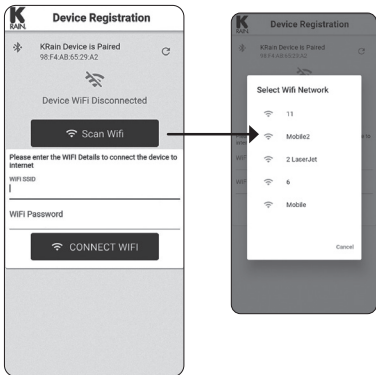 K
RAIN.
Device Registration
KRain Device is Paired
98:F4:AB:65:29:A2
Device WiFi Disconnected
Scan Wifi
Please enter the WIFI Details to connect the device to
internet
WIFI SSID
WiFi Password
CONNECT WIFI
K
RAIN.
Device Registration
KRain Device is Paired
98:F4:AB:65:29:A2
Select Wifi Network
11
Mobile2
2 LaserJet
6
Mobile
Cancel